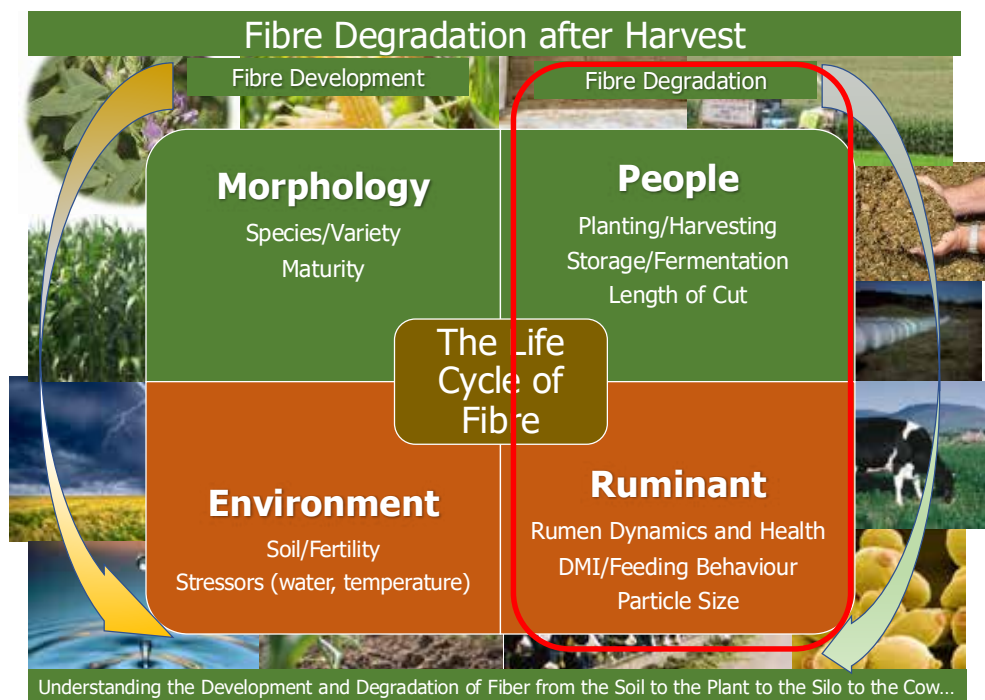 Fibre Degradation after Harvest
Fibre Development
Fibre Degradation
Morphology
Species/Variety
Maturity
People
Planting/Harvesting
Storage/Fermentation
Length of Cut
The Life
Cycle of
Fibre
Environment
Soil/Fertility
Stressors (water, temperature)
Ruminant
Rumen Dynamics and Health
DMI/Feeding Behaviour
Particle Size
Understanding the Development and Degradation of Fiber from the Soil to the Plant to the Silo to the Cow…